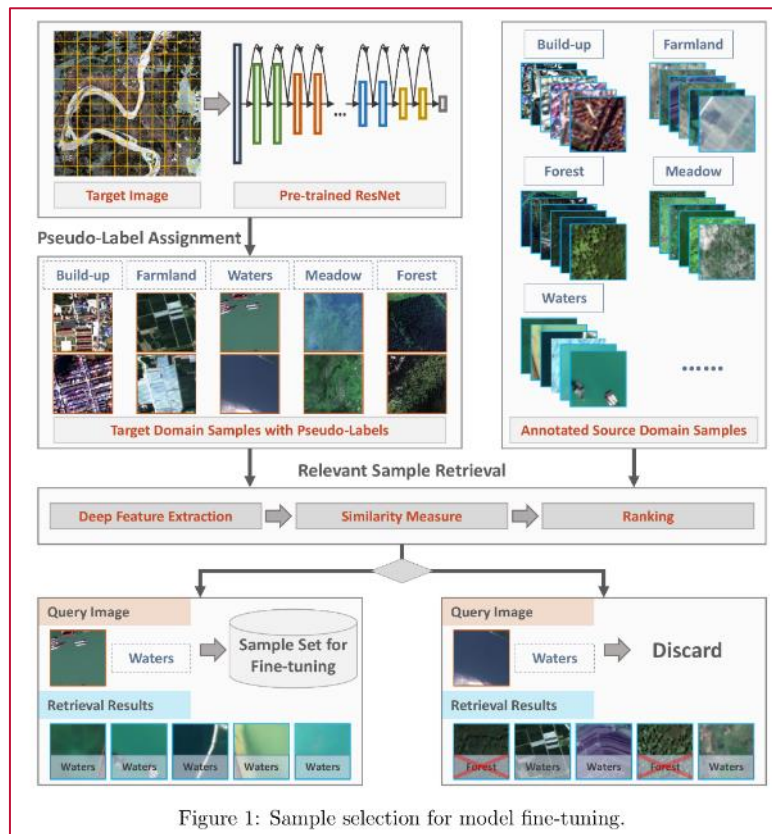 Build-up Farmland
Target Image Pre-trained ResNet
Forest Meadow
Pseudo-Label Assignment
Build-up Farmland Waters Meadow Forest
Waters
......
Target Domain Samples with Pseudo-Labels
Annotated Source Domain Samples
Relevant Sample Retrieval
Deep Feature Extraction Similarity Measure Ranking
Query Image
Waters
Sample Set for
Fine-tuning
Retrieval Results
Waters Waters Waters Waters Waters
Query Image
Waters
Discard
Retrieval Results
Forest Waters Waters Forest Waters
Figure 1: Sample selection for model fine-tuning.